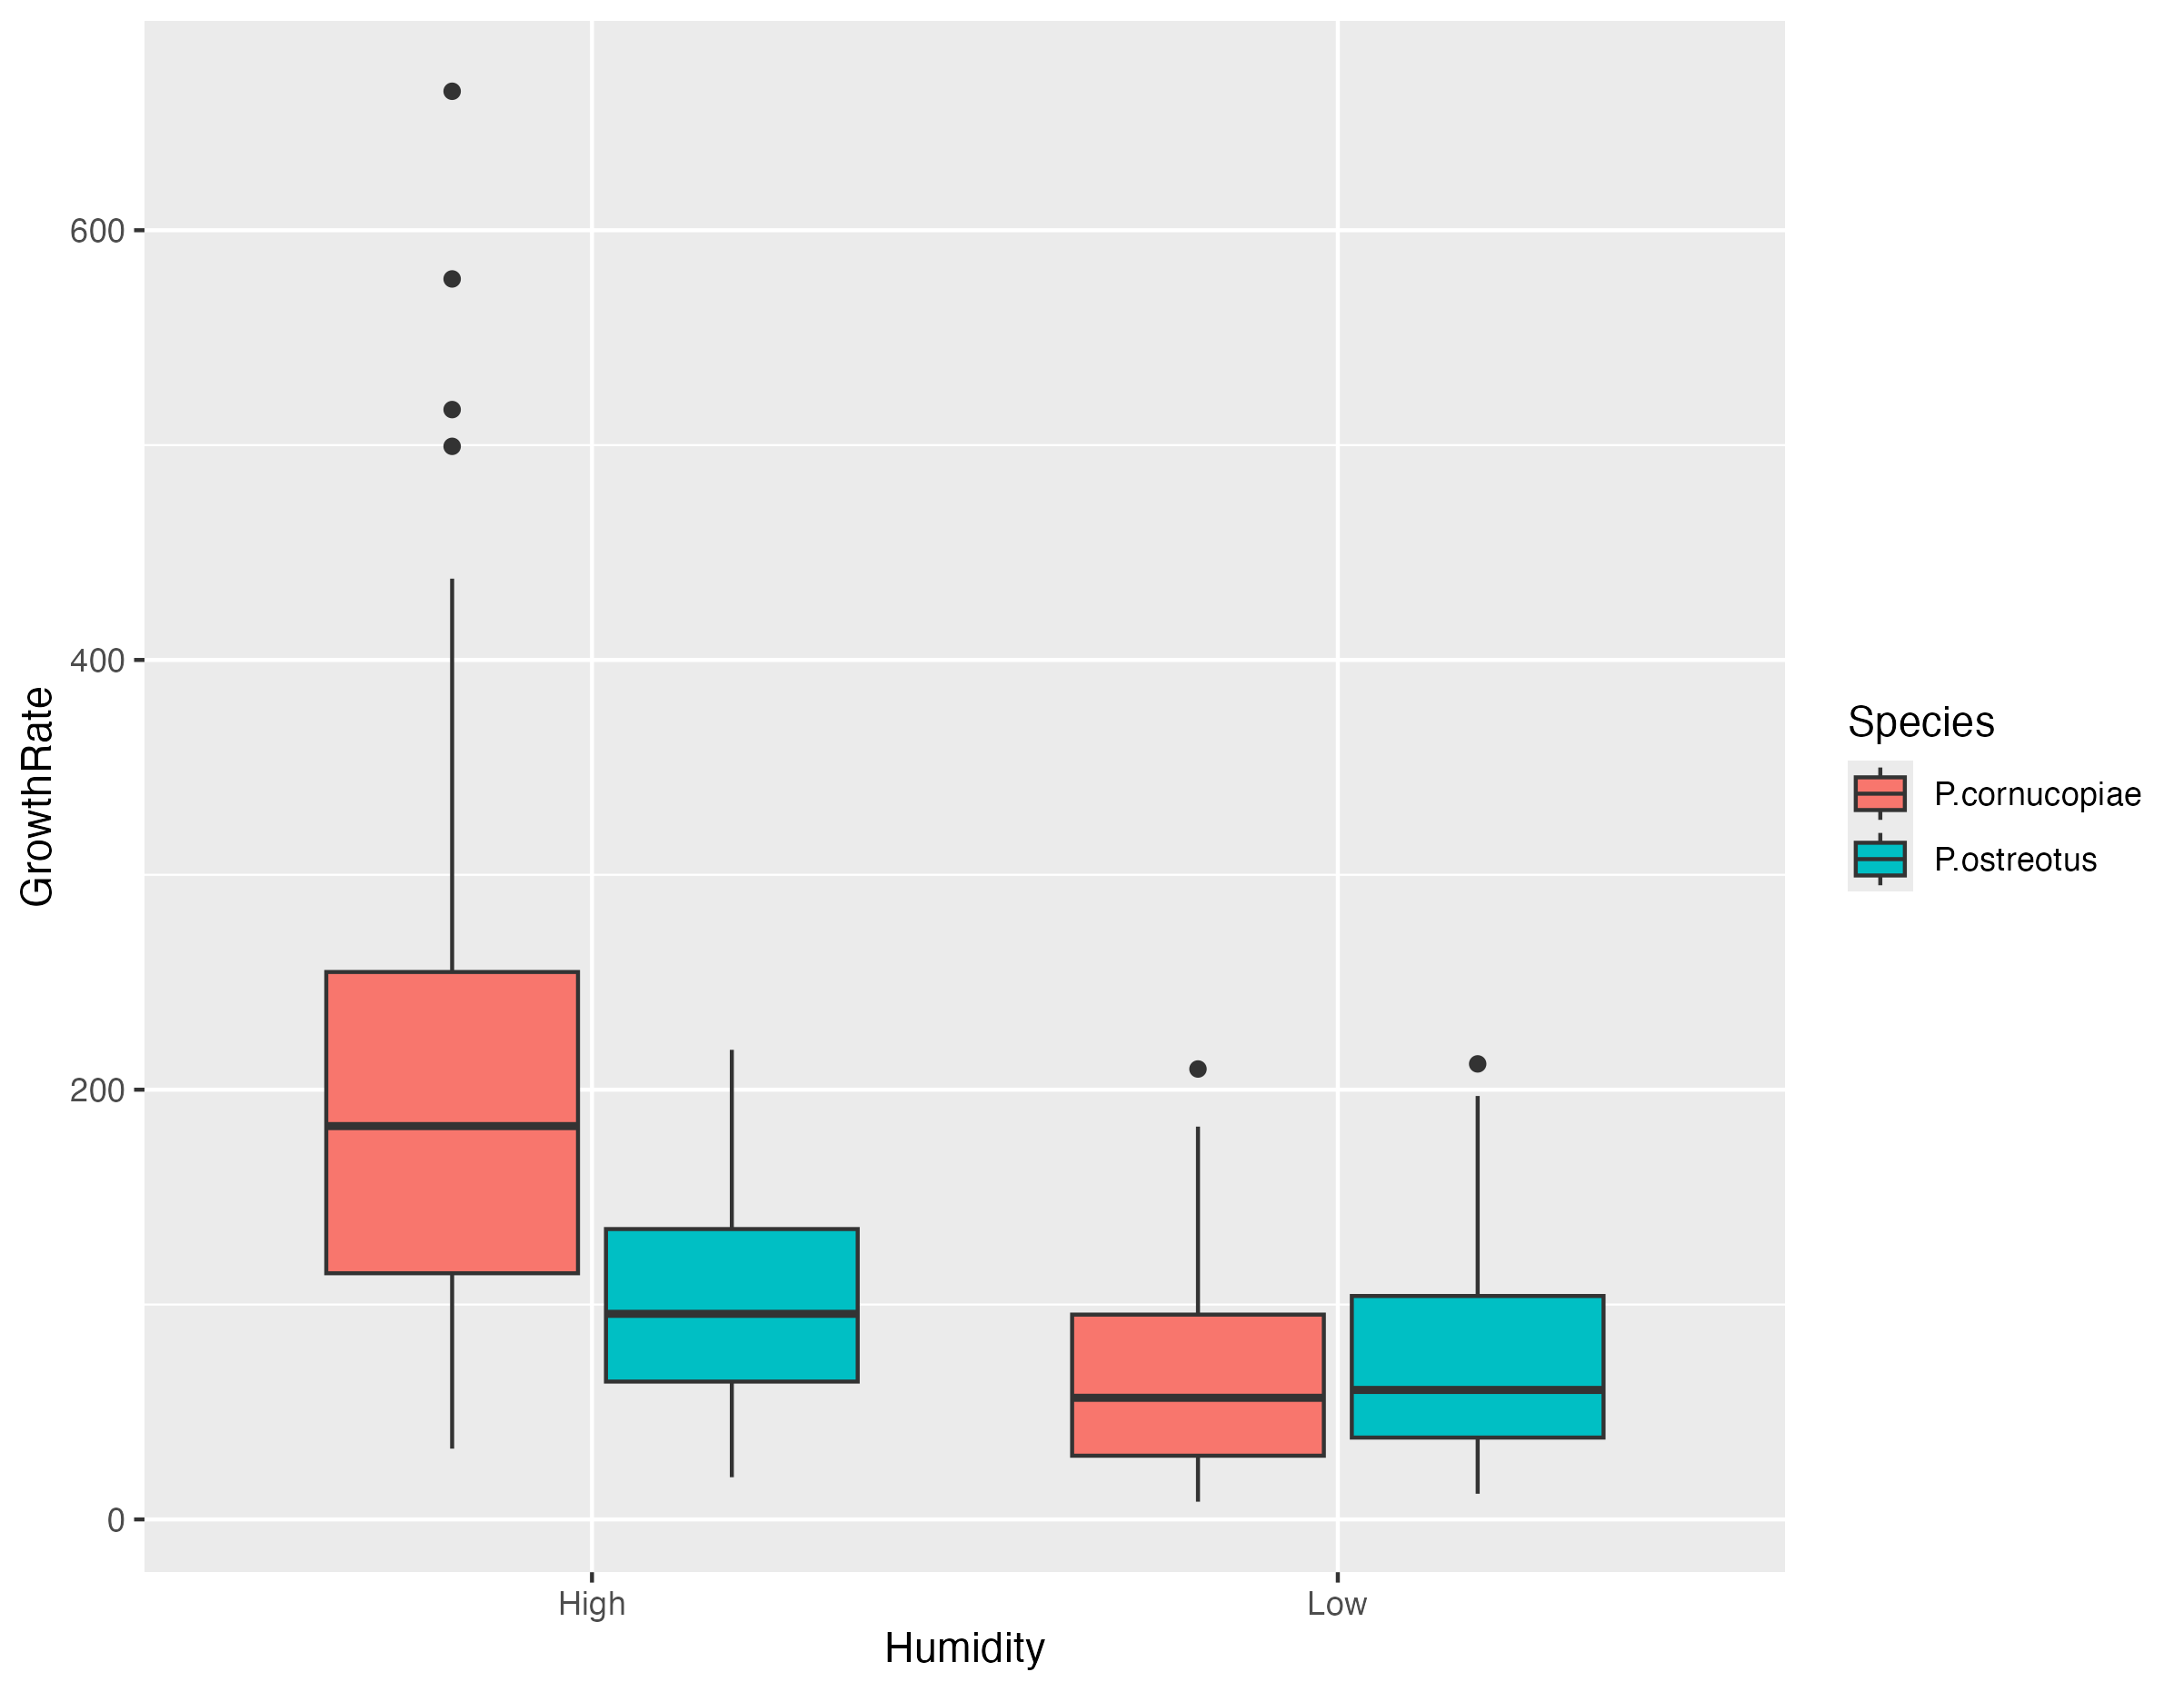 GrowthRate
600
400
200
0
High
Low
Humidity
Species
P.cornucopiae
P.ostreotus